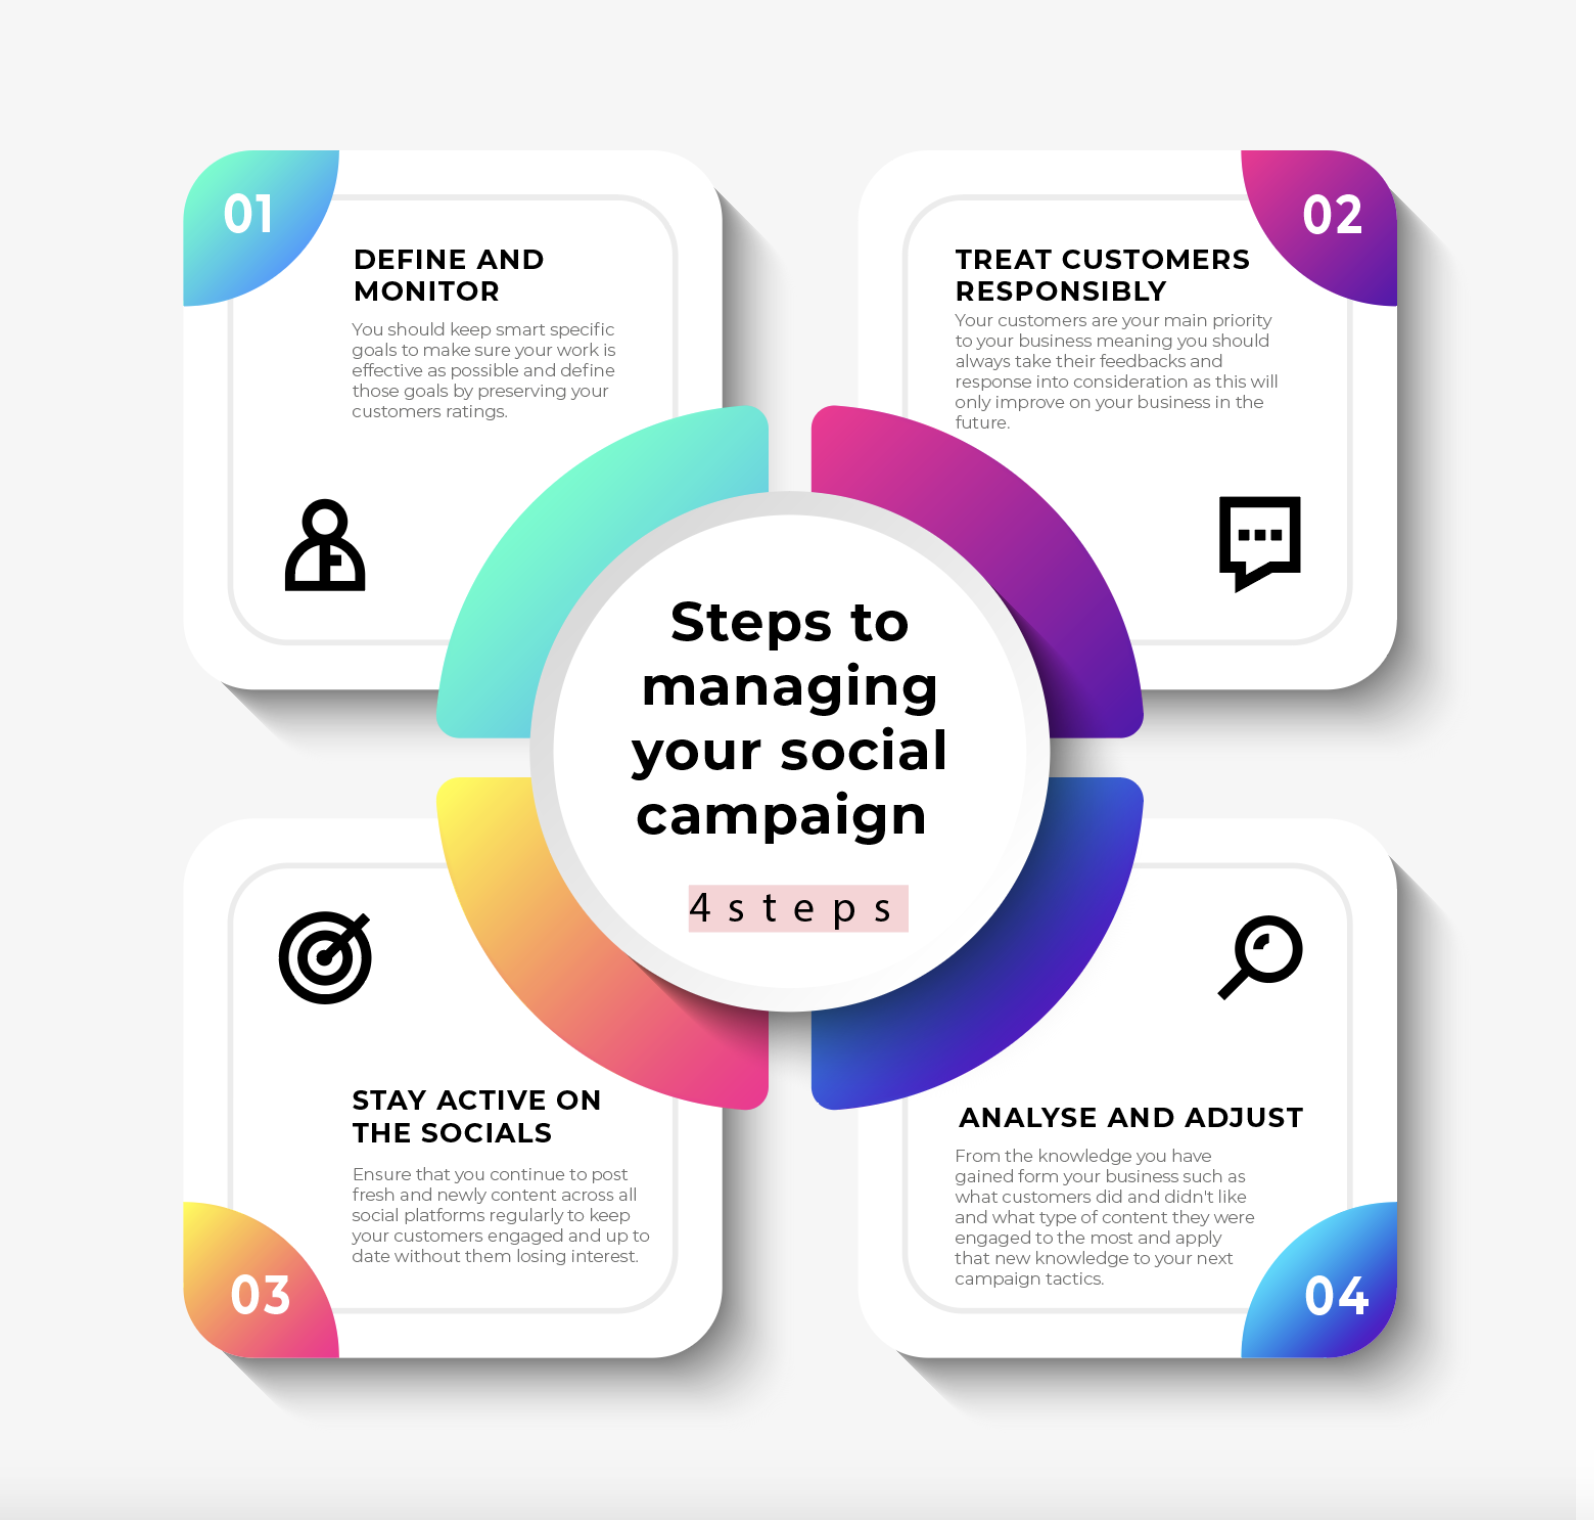 01
DEFINE AND
MONITOR
You should keep smart specific
goals to make sure your work is
effective as possible and define
those goals by preserving your
customers ratings.
02
TREAT CUSTOMERS
RESPONSIBLY
Your customers are your main priority
to your business meaning you should
always take their feedbacks and
response into consideration as this will
only improve on your business in the
future.
Steps to
managing
your social
campaign
4 s t e p s
STAY ACTIVE ON
THE SOCIALS
Ensure that you continue to post
fresh and newly content across all
social platforms regularly to keep
your customers engaged and up to
date without them losing interest.
03
ANALYSE AND ADJUST
From the knowledge you have
gained form your business such as
what customers did and didn't like
and what type of content they were
engaged to the most and apply
that new knowledge to your next
campaign tactics.
04